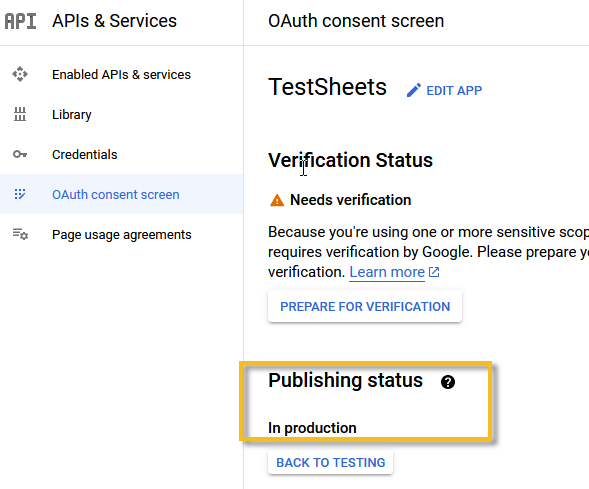 API APIs & Services
OAuth consent screen
Enabled APIs & services
Library
Credentials
OAuth consent screen
Page usage agreements
TestSheets EDIT APP
Verification Status
Needs verification
Because you're using one or more sensitive scop
requires verification by Google. Please prepare yo
verification. Learn more
PREPARE FOR VERIFICATION
Publishing status
In production
BACK TO TESTING